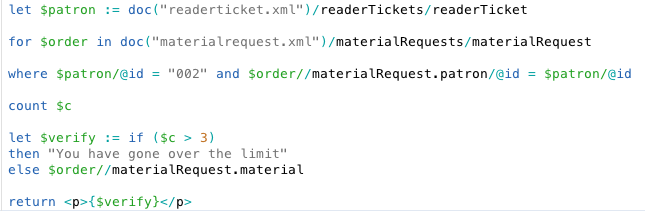 let $patron := doc("readerticket.xml")/readerTickets/readerTicket
for $order in doc("materialrequest.xml")/materialRequests/materialRequest
where $patron/@id = "002" and $order//materialRequest.patron/@id = $patron/@id
count $c
let $verify := if ($c > 3)
then "You have gone over the limit"
else $order//materialRequest.material
return <p>{$verify}</p>